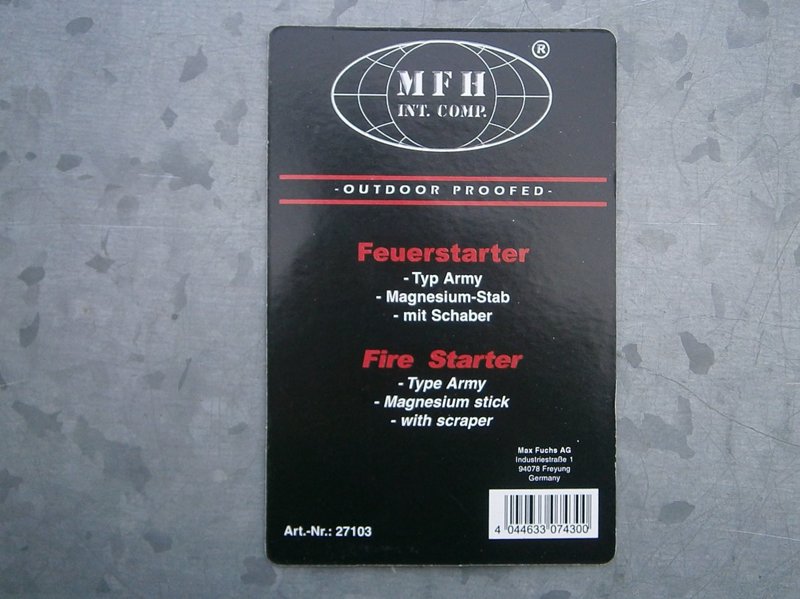 ®
MFH
INT. COMP.
-OUTDOOR PROOFED-
Feuerstarter
- Typ Army
- Magnesium-Stab
- mit Schaber
Fire Starter
- Type Army
- Magnesium stick
- with scraper
Max Fuchs AG
Industriestraße 1
94078 Freyung
Germany
Art.-Nr.: 27103
4 044633 074300